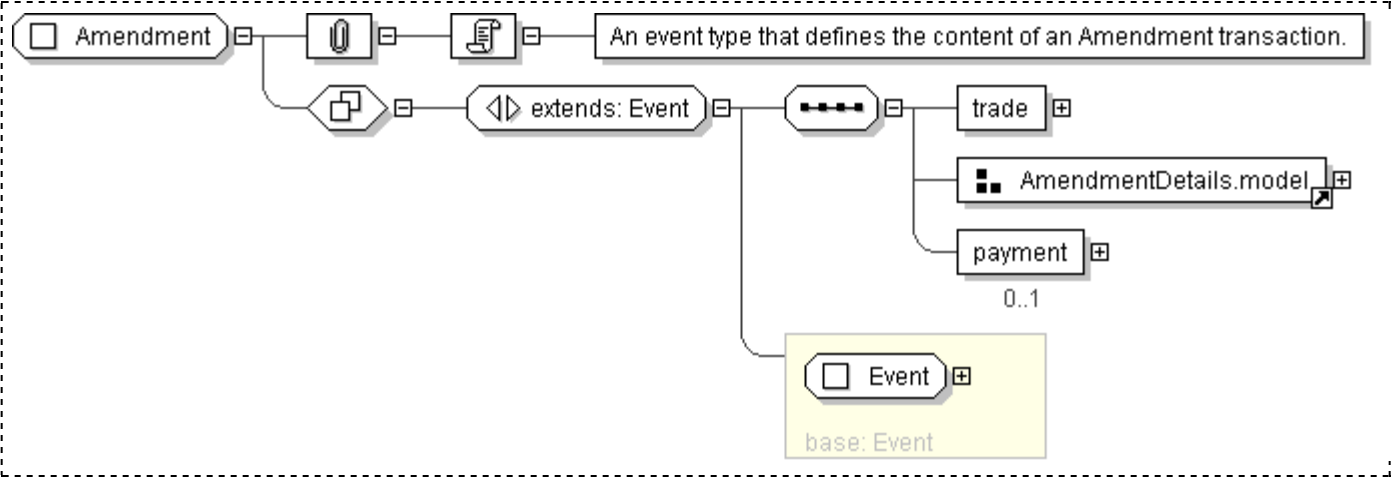 Amendment
An event type that defines the content of an Amendment transaction.
extends: Event
trade
AmendmentDetails.model
payment
0..1
Event
base: Event